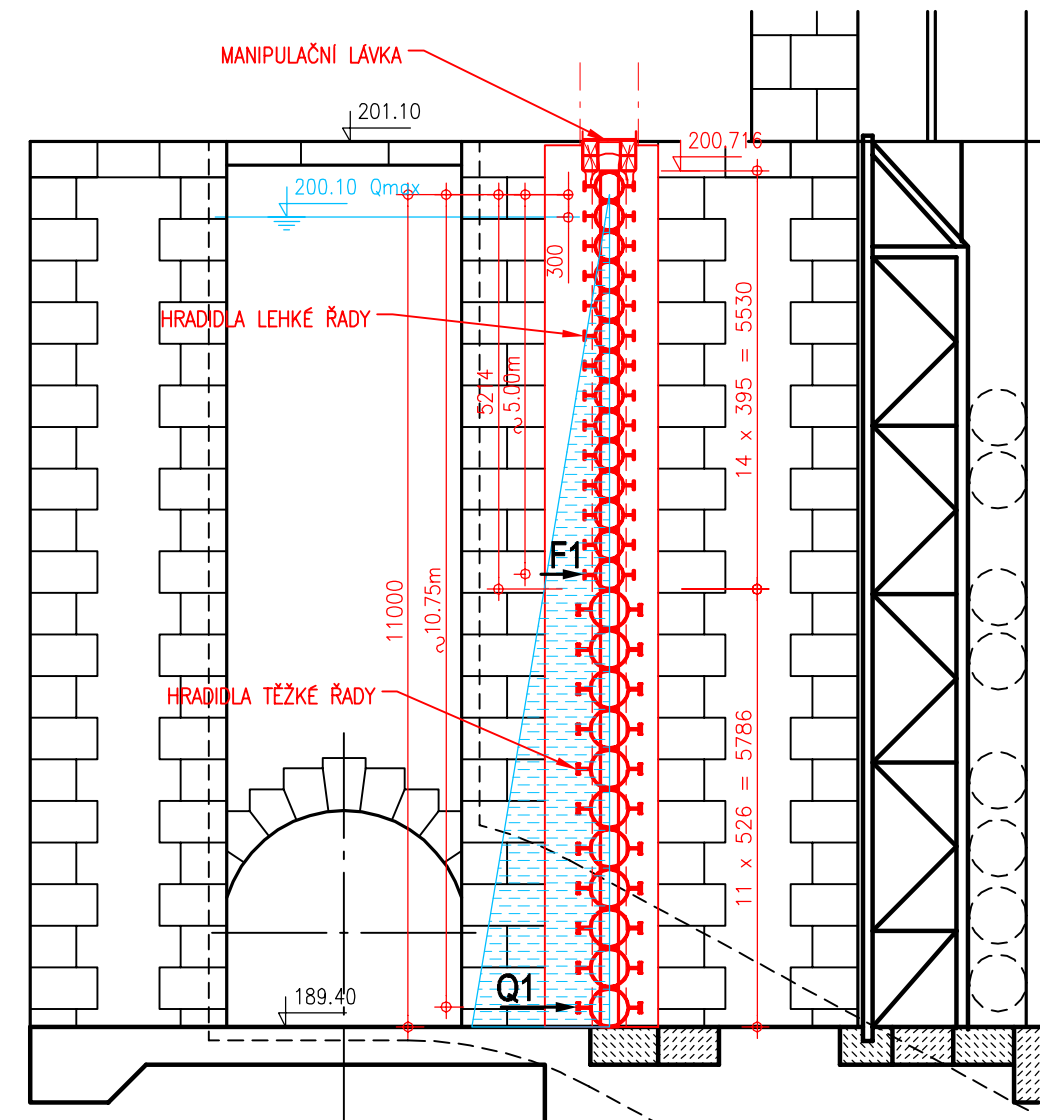 MANIPULAČNÍ LÁVKA
201.10
200,716
200.10 Qmax
300
HRADIDLA LEHKÉ ŘADY
5214
5.00m
14 x 395 = 5530
F1
11000
10.75m
HRADIDLA TĚŽKÉ ŘADY
11 x 526 = 5786
Q1
189.40